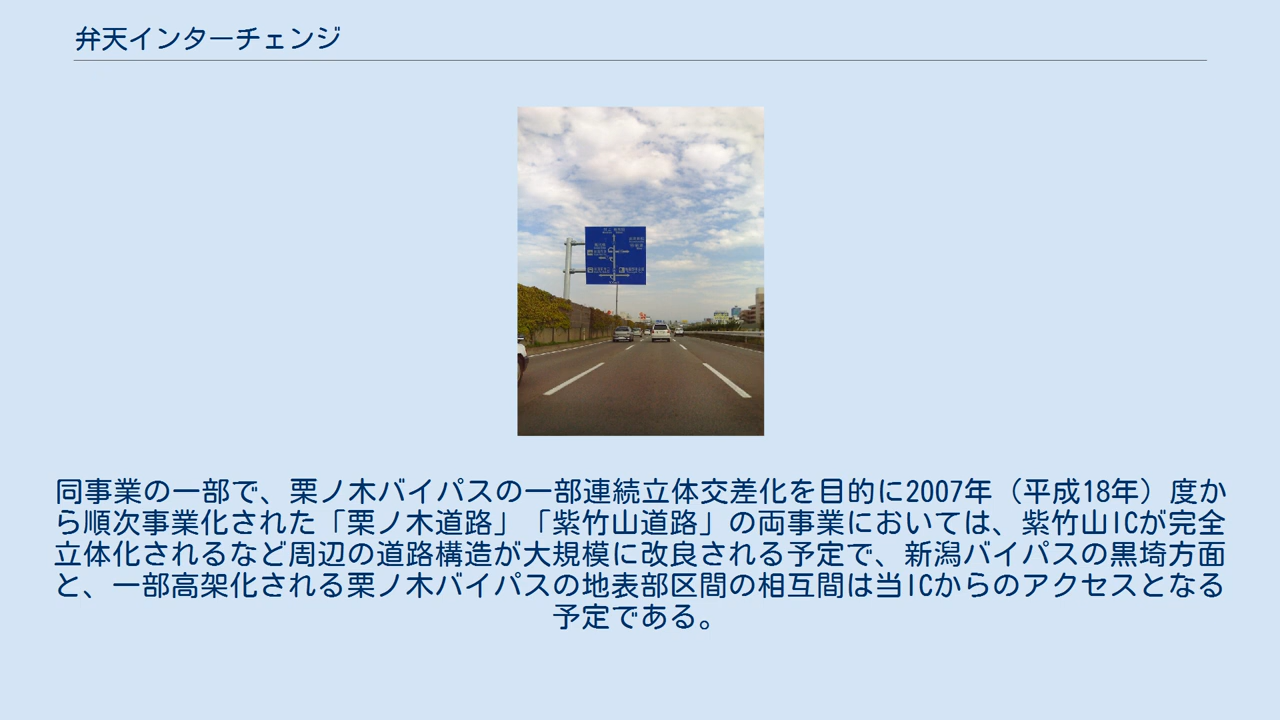 弁天インターチェンジ
同事業の一部で、栗ノ木バイパスの一部連続立体交差化を目的に2007年（平成18年）度か
ら順次事業化された「栗ノ木道路」「紫竹山道路」の両事業においては、紫竹山ICが完全
立体化されるなど周辺の道路構造が大規模に改良される予定で、新潟バイパスの黒埼方面
と、一部高架化される栗ノ木バイパスの地表部区間の相互間は当ICからのアクセスとなる
予定である。